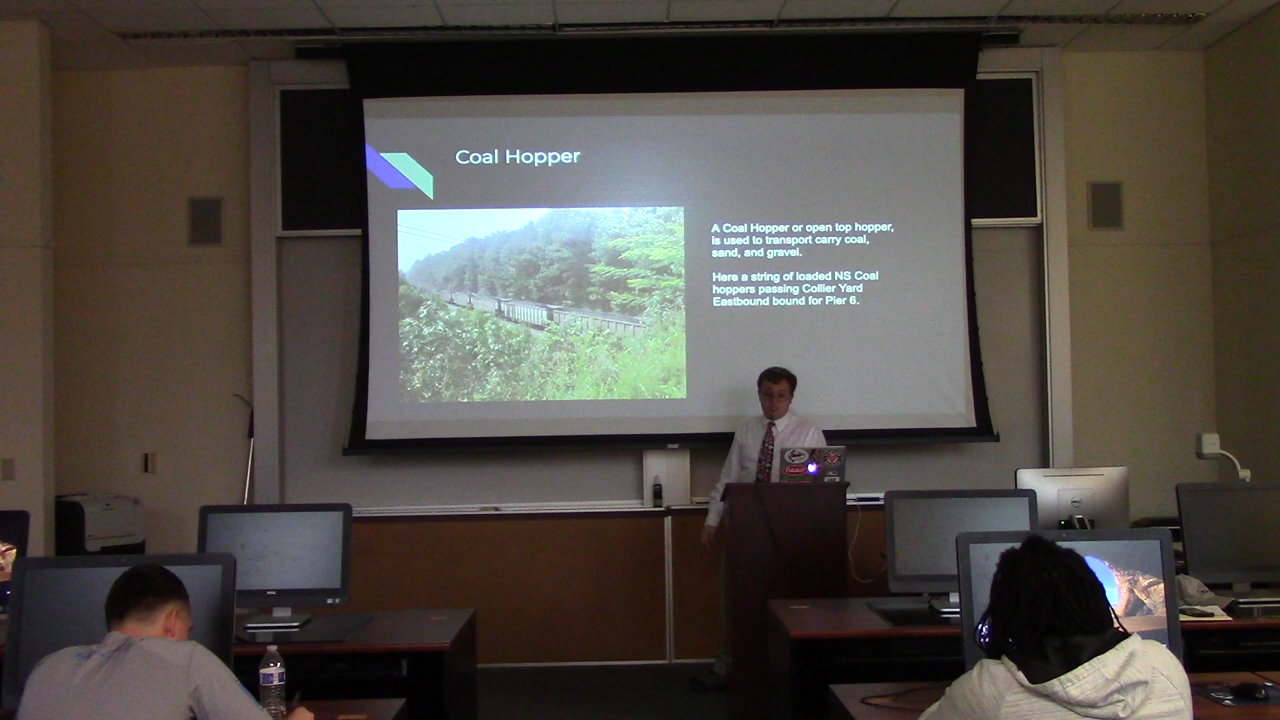 Coal Hopper
A Coal Hopper or open top hopper,
is used to transport carry coal,
sand, and gravel.
Here a string of loaded NS Coal
hoppers passing Collier Yard
Eastbound bound for Pier 6.